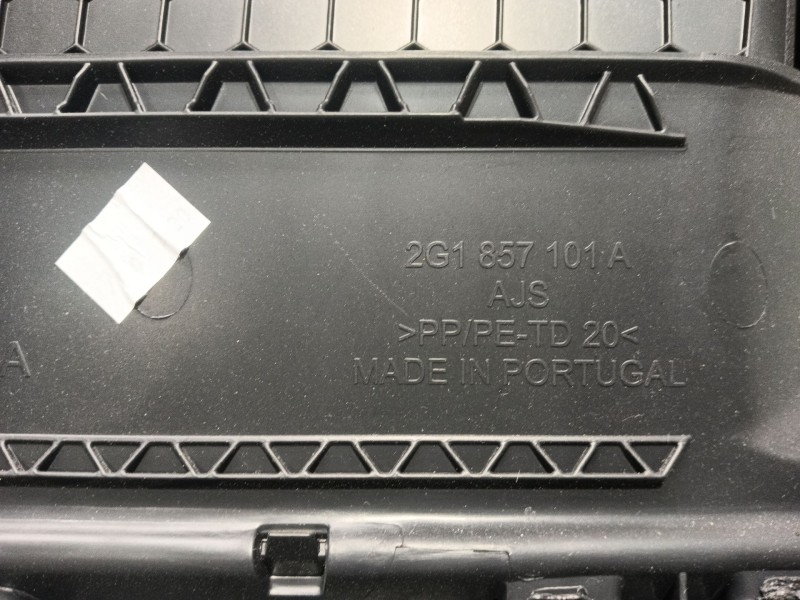 2G1 857 101 A
AJS
>PP/PE-TD 20<
MADE IN PORTUGAL
A